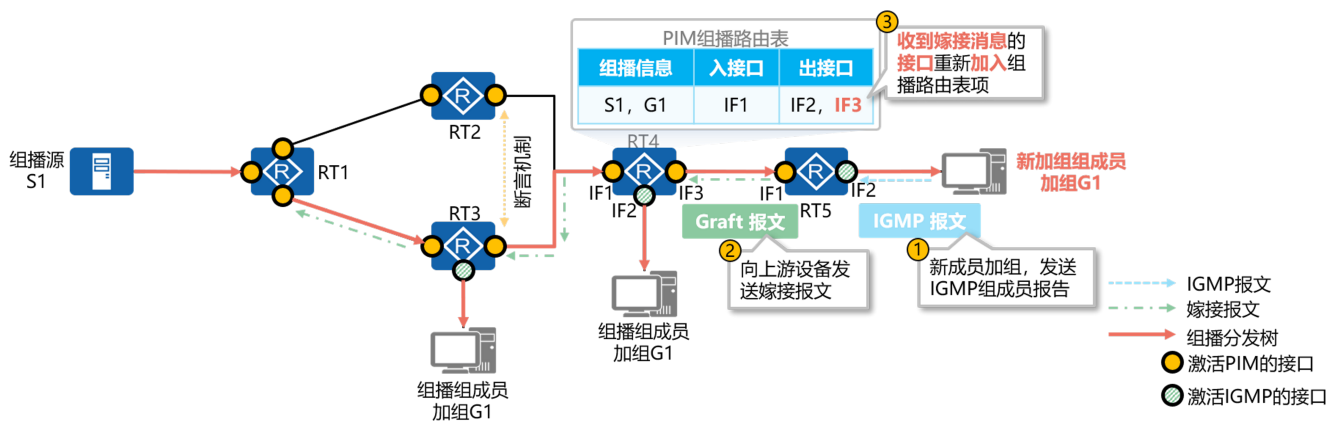 PIM组播路由表
组播信息 入接口 出接口
S1，G1 IF1 IF2，IF3
3
收到嫁接消息的
接口重新加入组
播路由表项
组播源
S1
R
RT1
R
RT2
断言机制
R
RT3
RT4
R
IF1
IF2
IF3
R
IF1
RT5
IF2
新加组组成员
加组G1
Graft 报文
IGMP 报文
2
向上游设备发
送嫁接报文
1
新成员加组，发送
IGMP组成员报告
组播组成员
加组G1
组播组成员
加组G1
IGMP报文
嫁接报文
组播分发树
激活PIM的接口
激活IGMP的接口